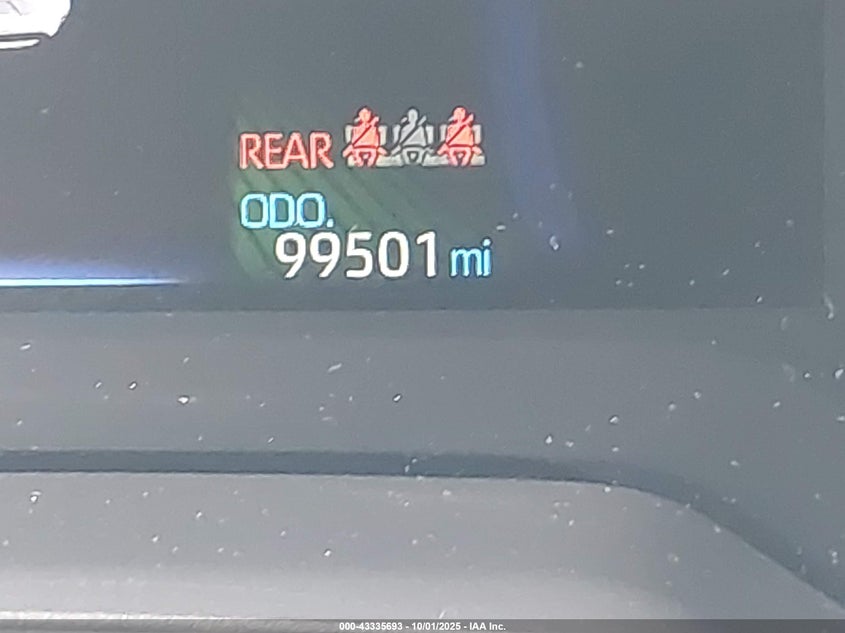 REAR
ODO.
99501 mi
000-43335693 - 10/01/2025 - IAA Inc.